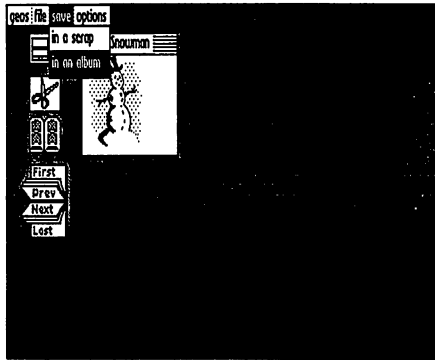 geos file save options
in a scrap
in an album
Snowman
First
Prev
Next
Last